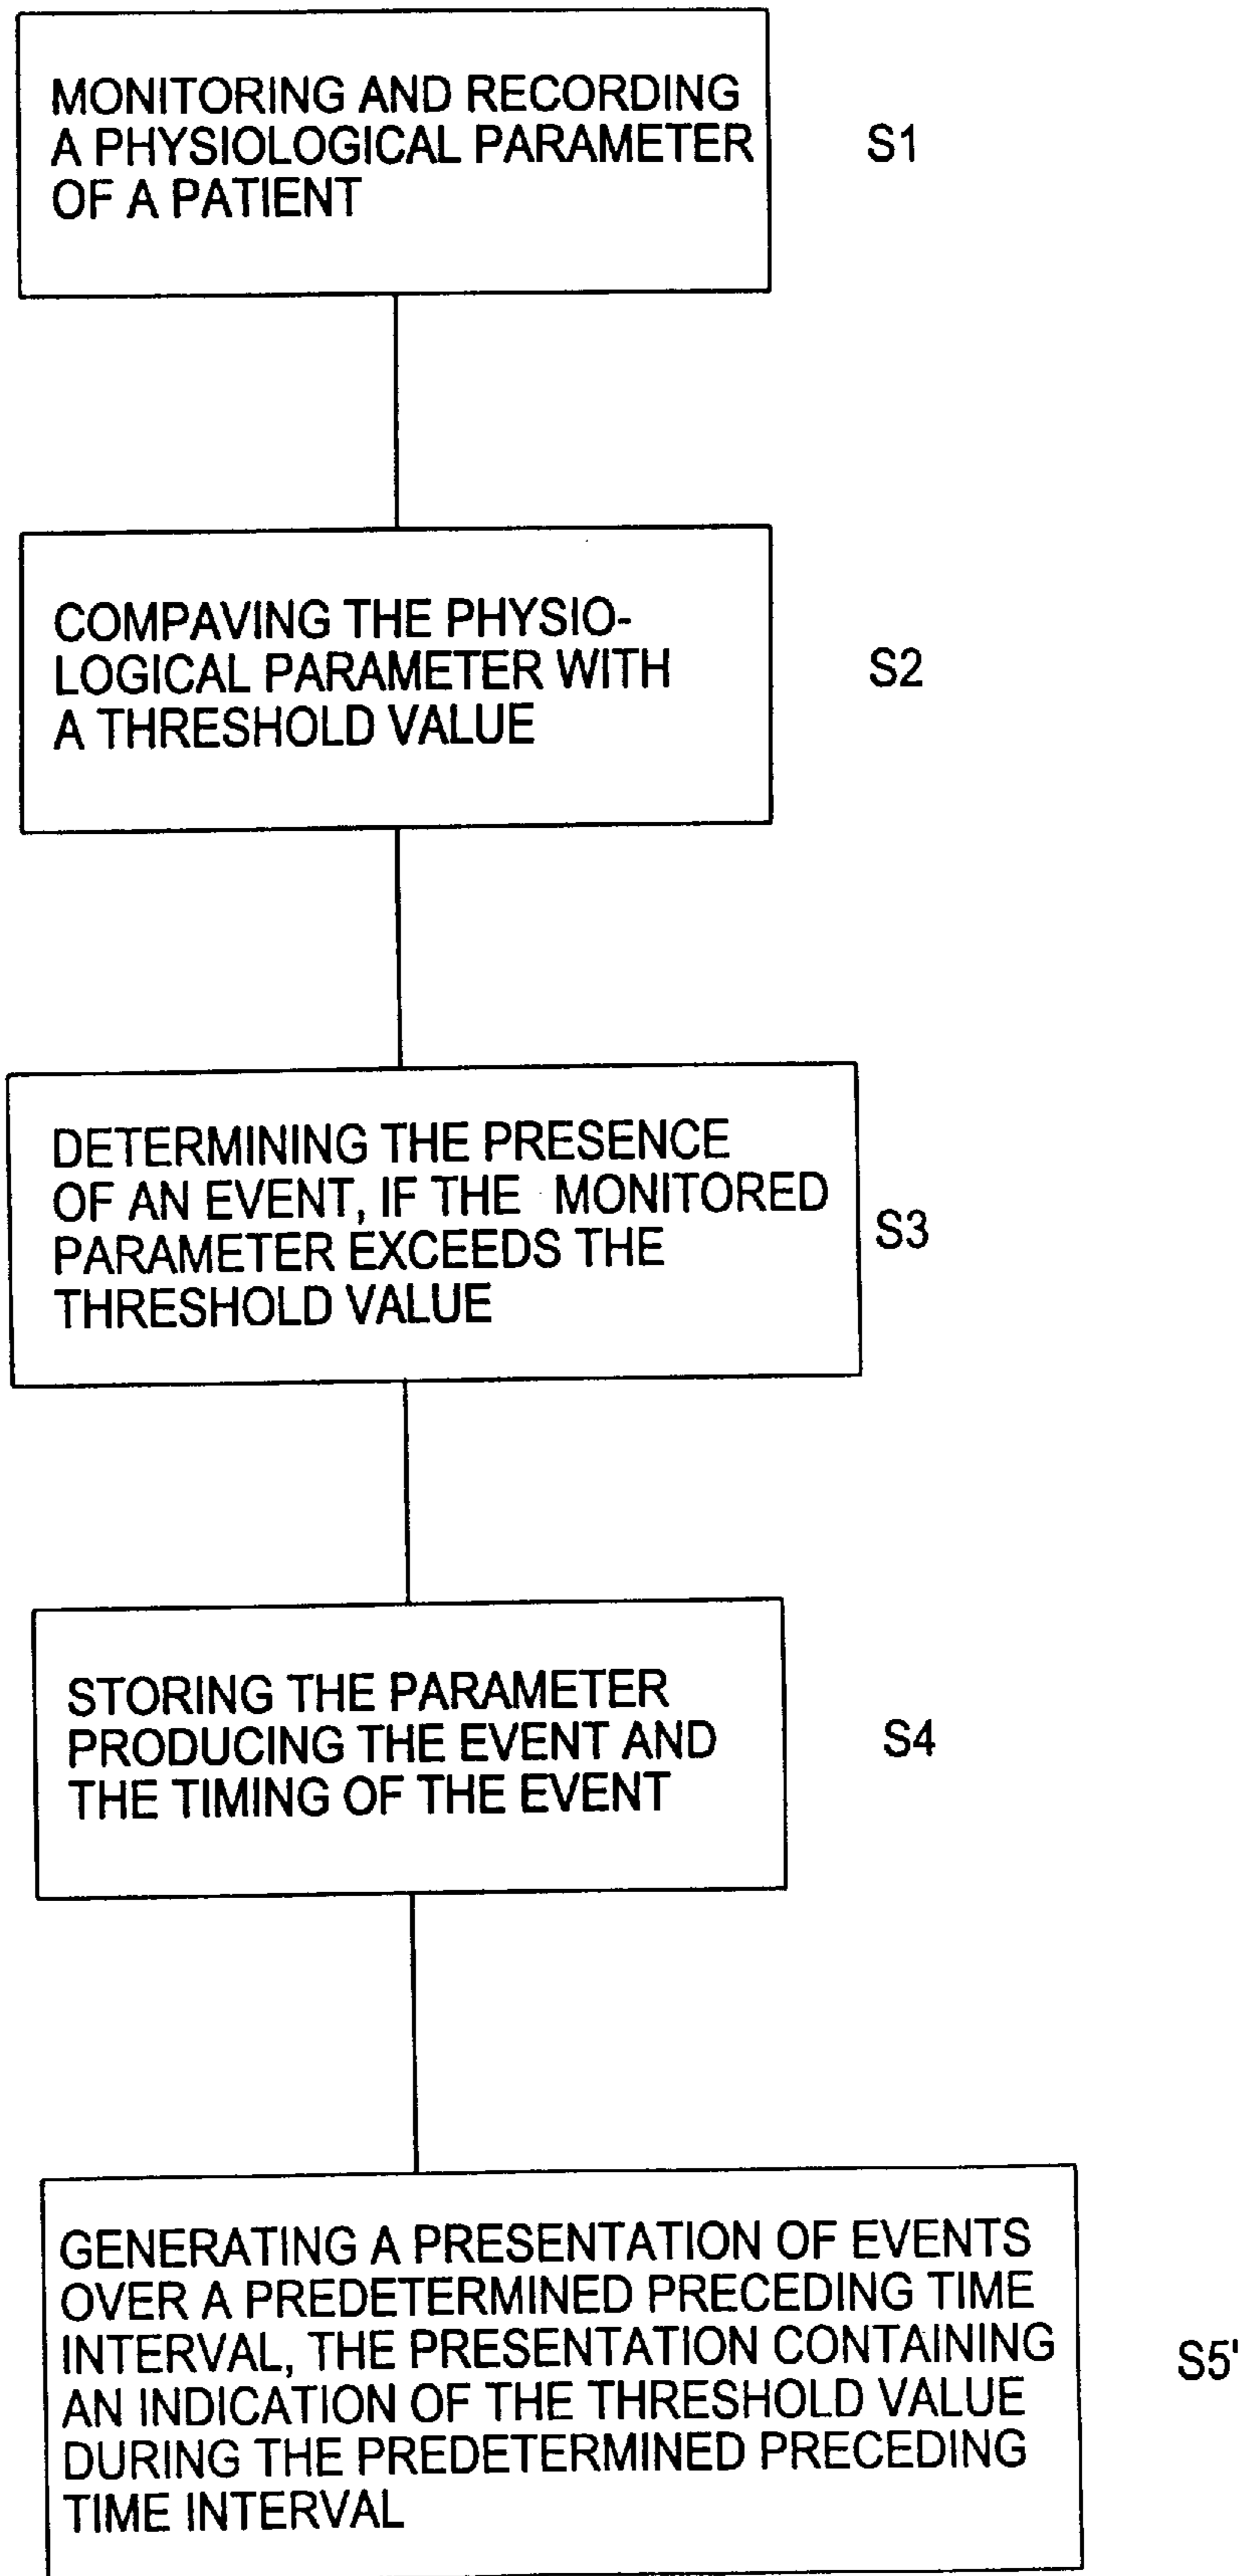 MONITORING AND RECORDING
A PHYSIOLOGICAL PARAMETER
OF A PATIENT
S1
COMPAVING THE PHYSIO-
LOGICAL PARAMETER WITH
A THRESHOLD VALUE
S2
DETERMINING THE PRESENCE
OF AN EVENT, IF THE MONITORED
PARAMETER EXCEEDS THE
THRESHOLD VALUE
S3
STORING THE PARAMETER
PRODUCING THE EVENT AND
THE TIMING OF THE EVENT
S4
GENERATING A PRESENTATION OF EVENTS
OVER A PREDETERMINED PRECEDING TIME
INTERVAL, THE PRESENTATION CONTAINING
AN INDICATION OF THE THRESHOLD VALUE
DURING THE PREDETERMINED PRECEDING
TIME INTERVAL
S5'